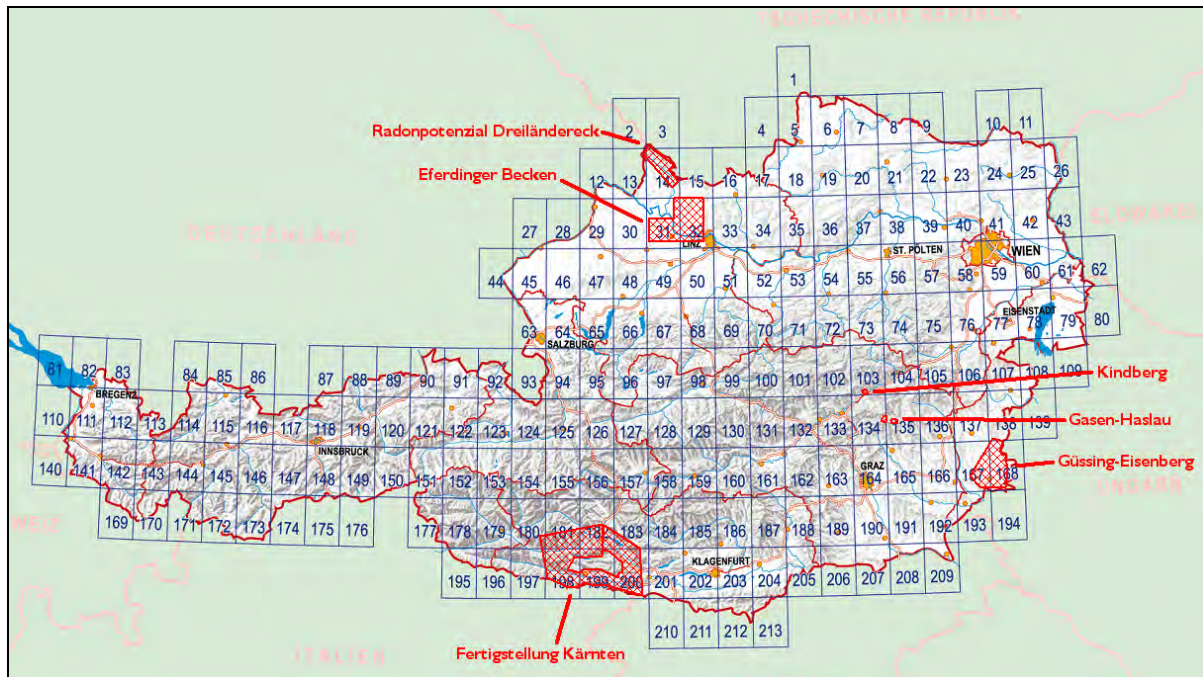 TSCHECHISCHE REPUBLIK
1
2 3 4 5 6 7 8 9 10 11
Radonpotenzial Dreiländereck
Eferdinger Becken
12 13 14 15 16 17 18 19 20 21 22 23 24 25 26
27 28 29 30 31 32 33 34 35 36 37 38 39 40 41 42 43
DEUTSCHLAND
LINZ
ST. PÖLTEN
WIEN
44 45 46 47 48 49 50 51 52 53 54 55 56 57 58 59 60 61 62
EISENSTADT
63 64 65 66 67 68 69 70 71 72 73 74 75 76 77 78 79 80
SALZBURG
81 82 83 84 85 86 87 88 89 90 91 92 93 94 95 96 97 98 99 100 101 102 103 104 105 106 107 108 109
Kindberg
BREGENZ
110 111 112 113 114 115 116 117 118 119 120 121 122 123 124 125 126 127 128 129 130 131 132 133 134 135 136 137 138 139
Gasen-Haslau
INNSBRUCK
GRAZ
Güssing-Eisenberg
140 141 142 143 144 145 146 147 148 149 150 151 152 153 154 155 156 157 158 159 160 161 162 163 164 165 166 167 168
UNGARN
WEIZ
169 170 171 172 173 174 175 176 177 178 179 180 181 182 183 184 185 186 187 188 189 190 191 192 193 194
KLAGENFURT
195 196 197 198 199 200 201 202 203 204 205 206 207 208 209
210 211 212 213
Fertigstellung Kärnten
ITALIEN